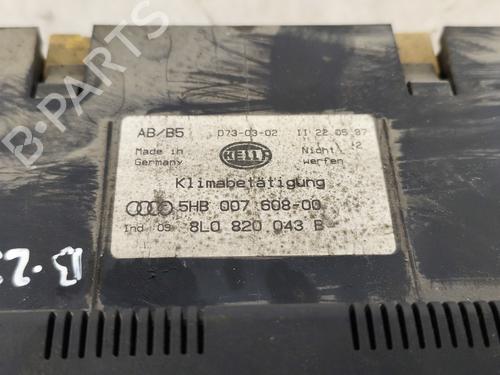 B-PARTS
AB/B5 D73-03-02 11 22.05.97
Made in Germany HELLA Nicht werfen
Klimabetätigung
5HB 007 608-00
Ind 09 8L0 820 043 B
B-2